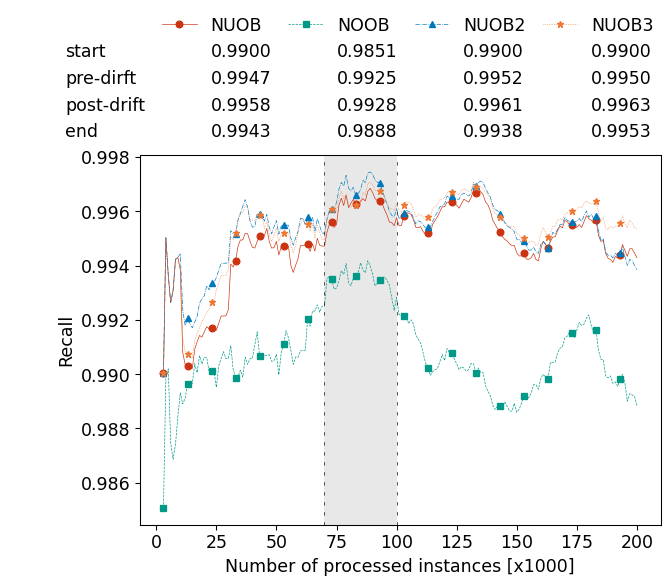 NUOB NOOB NUOB2 NUOB3
start 0.9900 0.9851 0.9900 0.9900
pre-dirft 0.9947 0.9925 0.9952 0.9950
post-drift 0.9958 0.9928 0.9961 0.9963
end 0.9943 0.9888 0.9938 0.9953
0.998
0.996
0.994
0.992
0.990
0.988
0.986
Recall
0 25 50 75 100 125 150 175 200
Number of processed instances [x1000]